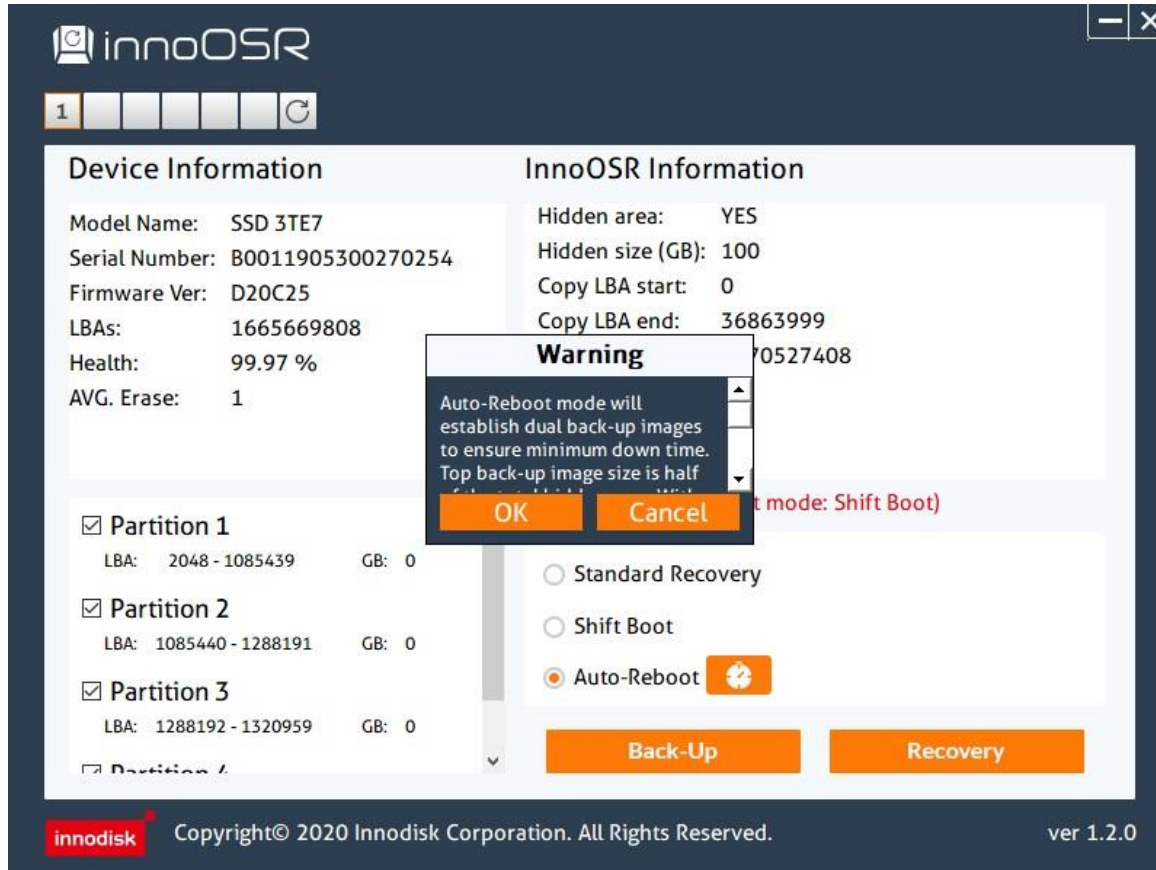 innoOSR
1
Device Information
Model Name: SSD 3TE7
Serial Number: B0011905300270254
Firmware Ver: D20C25
LBAs: 1665669808
Health: 99.97 %
AVG. Erase: 1
InnoOSR Information
Hidden area: YES
Hidden size (GB): 100
Copy LBA start: 0
Copy LBA end: 36863999
70527408
Warning
Auto-Reboot mode will
establish dual back-up images
to ensure minimum down time.
Top back-up image size is half
OK Cancel
t mode: Shift Boot)
Partition 1
LBA: 2048 - 1085439 GB: 0
Partition 2
LBA: 1085440 - 1288191 GB: 0
Partition 3
LBA: 1288192 - 1320959 GB: 0
Partition 4
Standard Recovery
Shift Boot
Auto-Reboot
Back-Up Recovery
innodisk Copyright© 2020 Innodisk Corporation. All Rights Reserved. ver 1.2.0